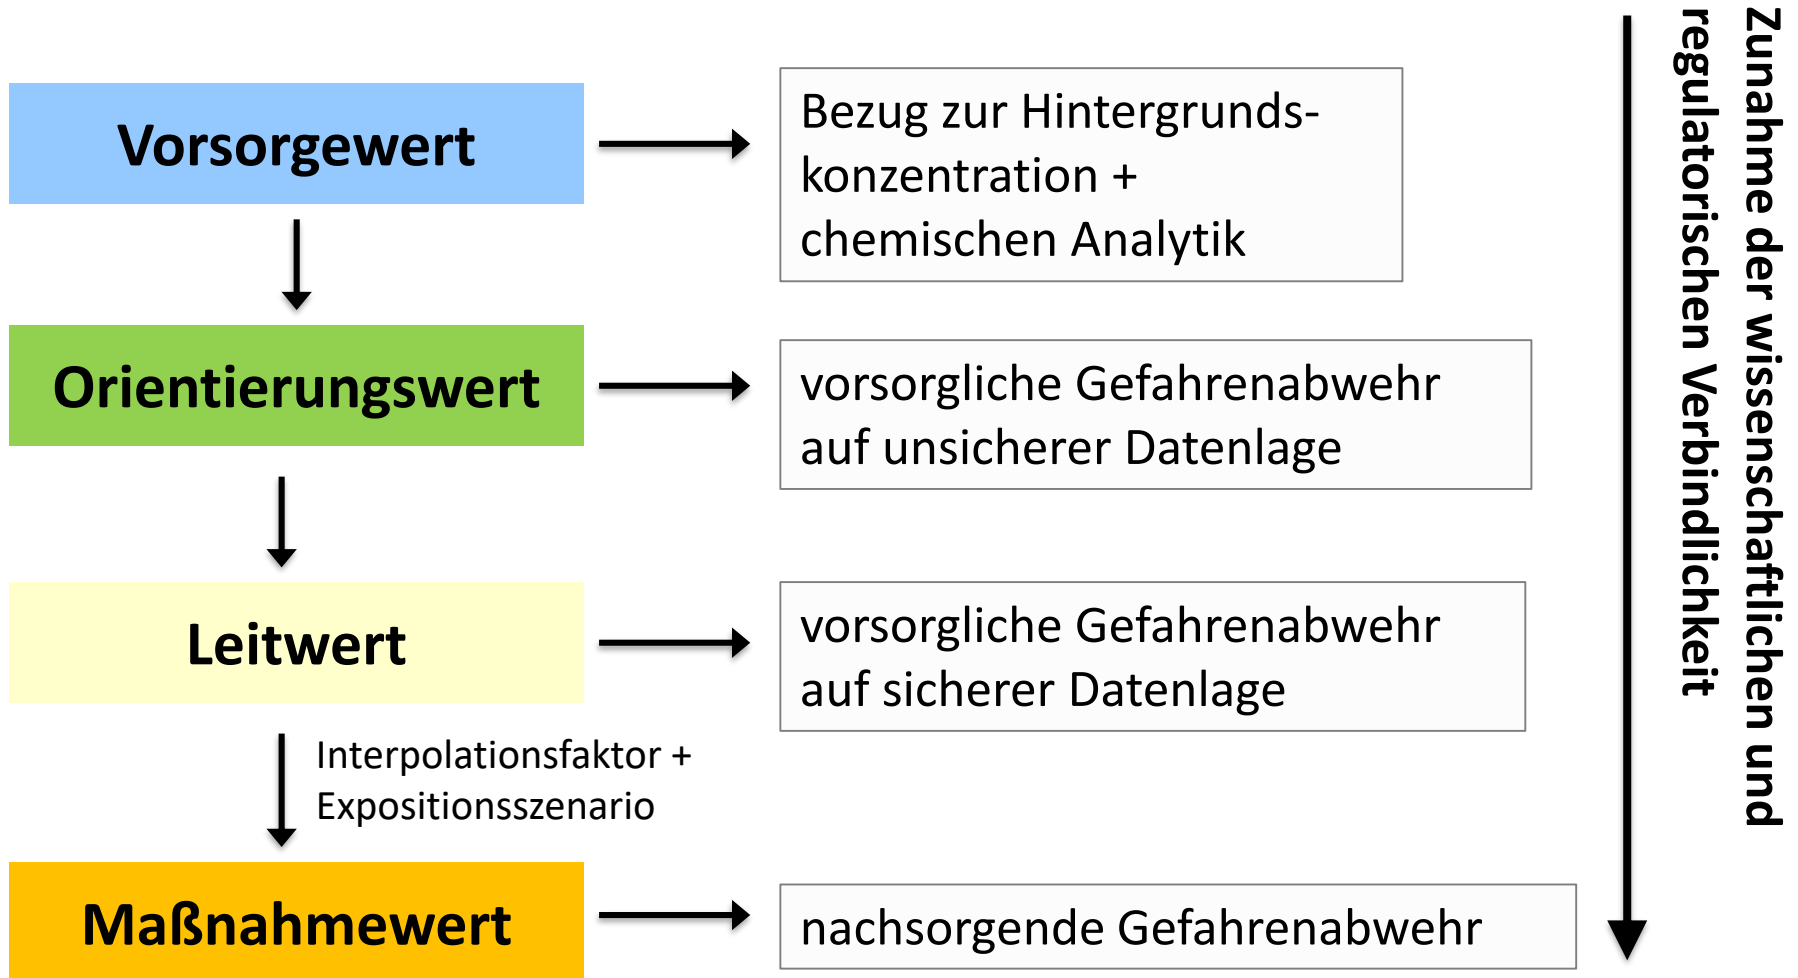 Vorsorgewert
Bezug zur Hintergrunds-
konzentration +
chemischen Analytik
Orientierungswert
vorsorgliche Gefahrenabwehr
auf unsicherer Datenlage
Leitwert
vorsorgliche Gefahrenabwehr
auf sicherer Datenlage
Interpolationsfaktor +
Expositionsszenario
Maßnahmewert
nachsorgende Gefahrenabwehr
Zunahme der wissenschaftlichen und
regulatorischen Verbindlichkeit